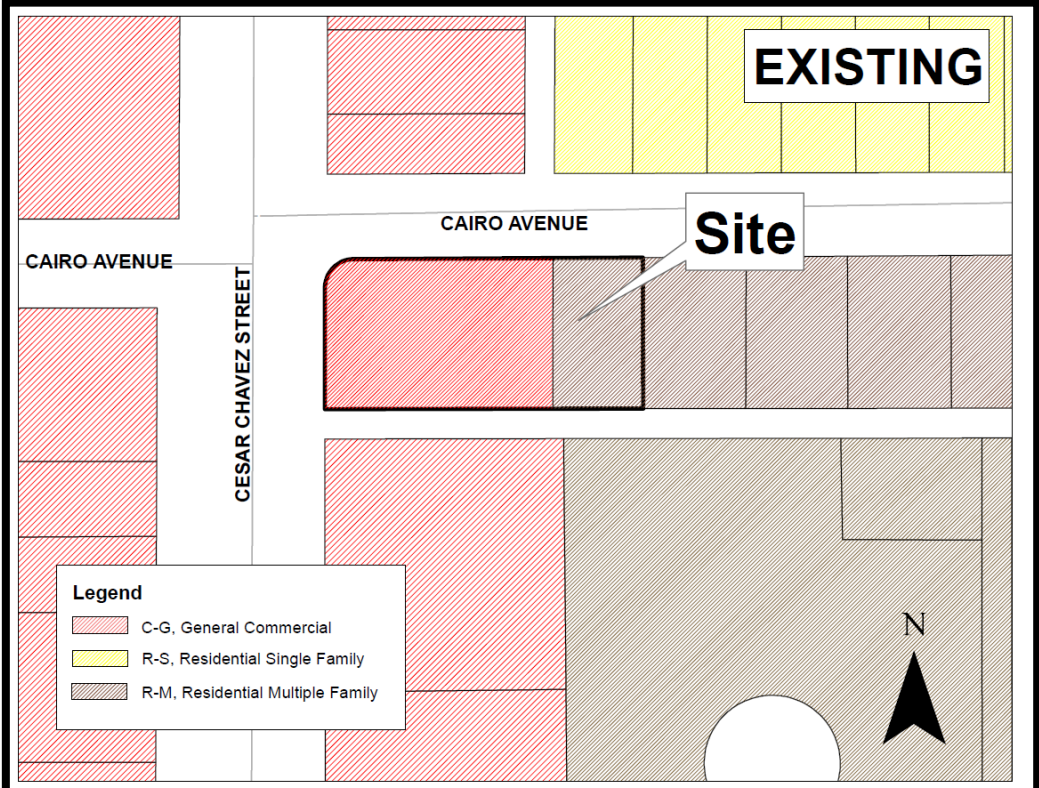 EXISTING
CAIRO AVENUE
Site
CAIRO AVENUE
CESAR CHAVEZ STREET
Legend
C-G, General Commercial
R-S, Residential Single Family
R-M, Residential Multiple Family
N